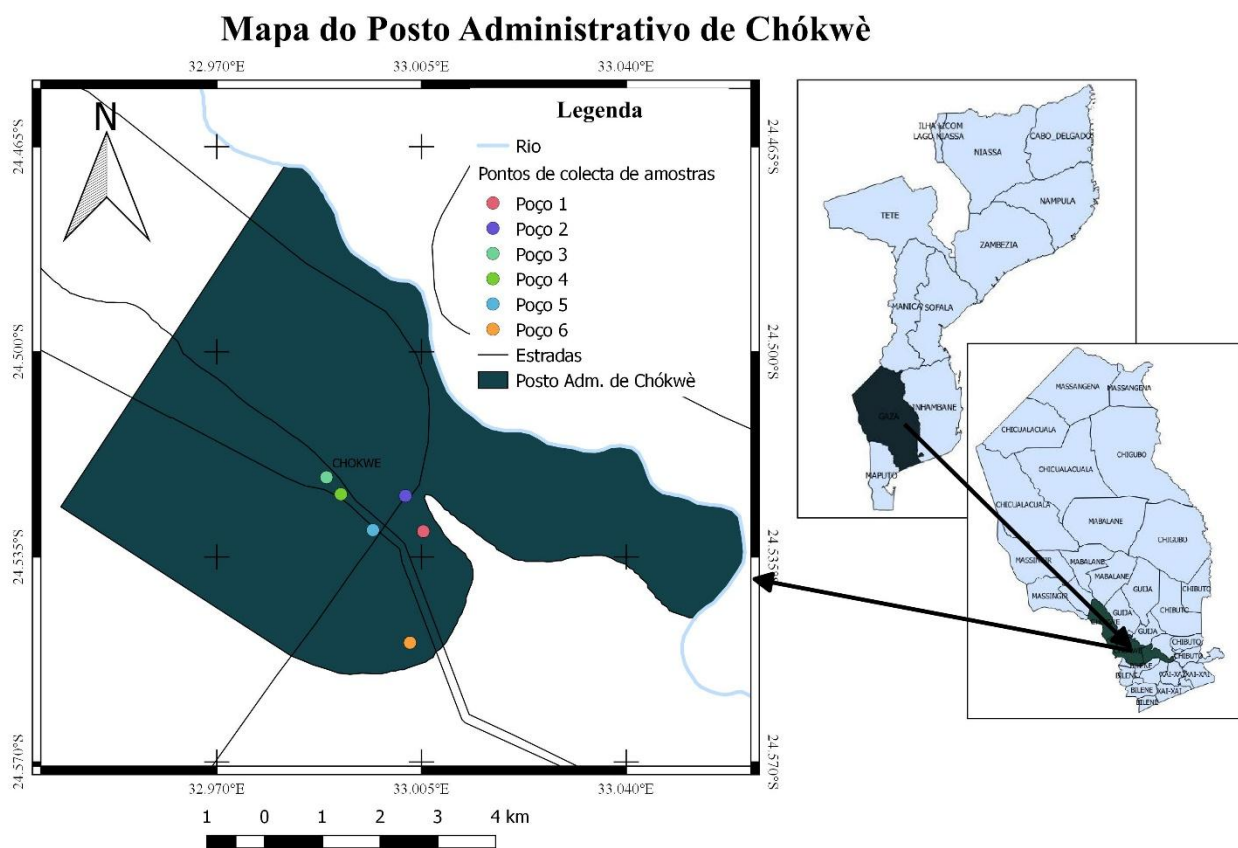 Mapa do Posto Administrativo de Chókwè
32.970°E 33.005°E 33.040°E
24.465°S
24.500°S
24.535°S
24.570°S
N
Legenda
Rio
Pontos de colecta de amostras
Poço 1
Poço 2
Poço 3
Poço 4
Poço 5
Poço 6
Estradas
Posto Adm. de Chókwè
CHOKWE
24.465°S
24.500°S
24.535°S
24.570°S
32.970°E 33.005°E 33.040°E
1 0 1 2 3 4 km
NIASSA
CABO_DELGADO
NAMPULA
TETE
ZAMBEZIA
MANICA
SOFALA
GAZA
INHAMBANE
MAPUTO
MASSANGENA
MASSANGENA
CHICUALACUALA
CHIGUBO
CHICUALACUALA
CHICUALACUALA
MABALANE
CHIGUBO
MASSINGIR
MABALANE
MABALANE
GUIJA
CHIBUTO
MASSINGIR
GUIJA
CHIBUTO
GUIJA
CHIBUTO
CHIBUTO
BILENE
XAI-XAI
XAI-XAI
BILENE
XAI-XAI
BILENE